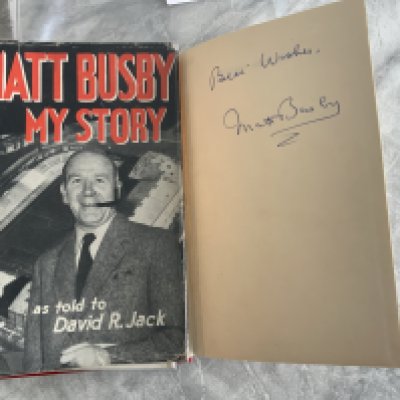 MATT BUSBY
MY STORY
as told to
David R. Jack
Best Wishes.
Matt Busby